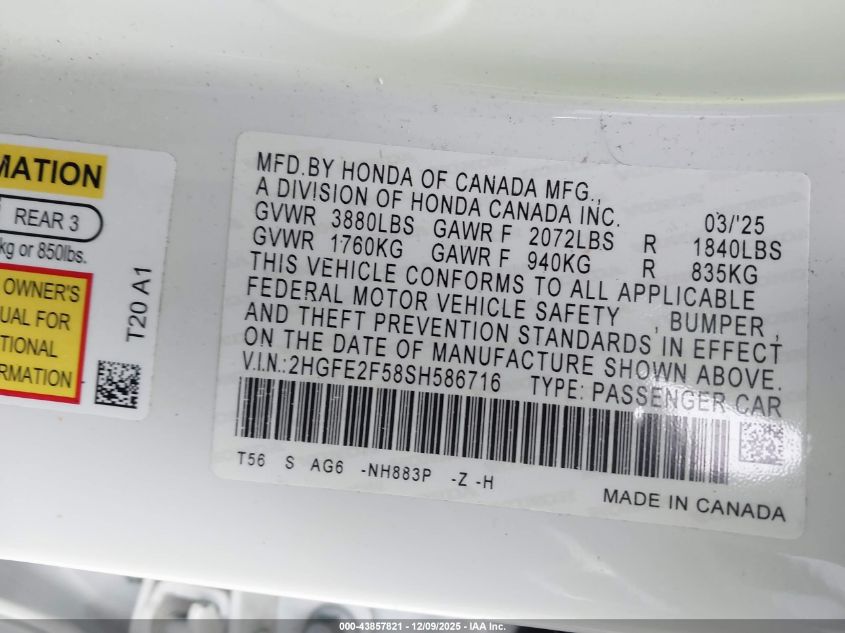 MATION
REAR 3
kg or 850lbs.
OWNER'S
UAL FOR
TIONAL
RMATION
T20 A1
MFD.BY HONDA OF CANADA MFG.,
A DIVISION OF HONDA CANADA INC. 03/'25
GVWR 3880LBS GAWR F 2072LBS R 1840LBS
GVWR 1760KG GAWR F 940KG R 835KG
THIS VEHICLE CONFORMS TO ALL APPLICABLE
FEDERAL MOTOR VEHICLE SAFETY , BUMPER ,
AND THEFT PREVENTION STANDARDS IN EFFECT
ON THE DATE OF MANUFACTURE SHOWN ABOVE.
V.I.N.:2HGFE2F58SH586716 TYPE: PASSENGER CAR
T56 S AG6 -NH883P -Z -H
MADE IN CANADA
000-43857821 - 12/09/2025 - IAA Inc.